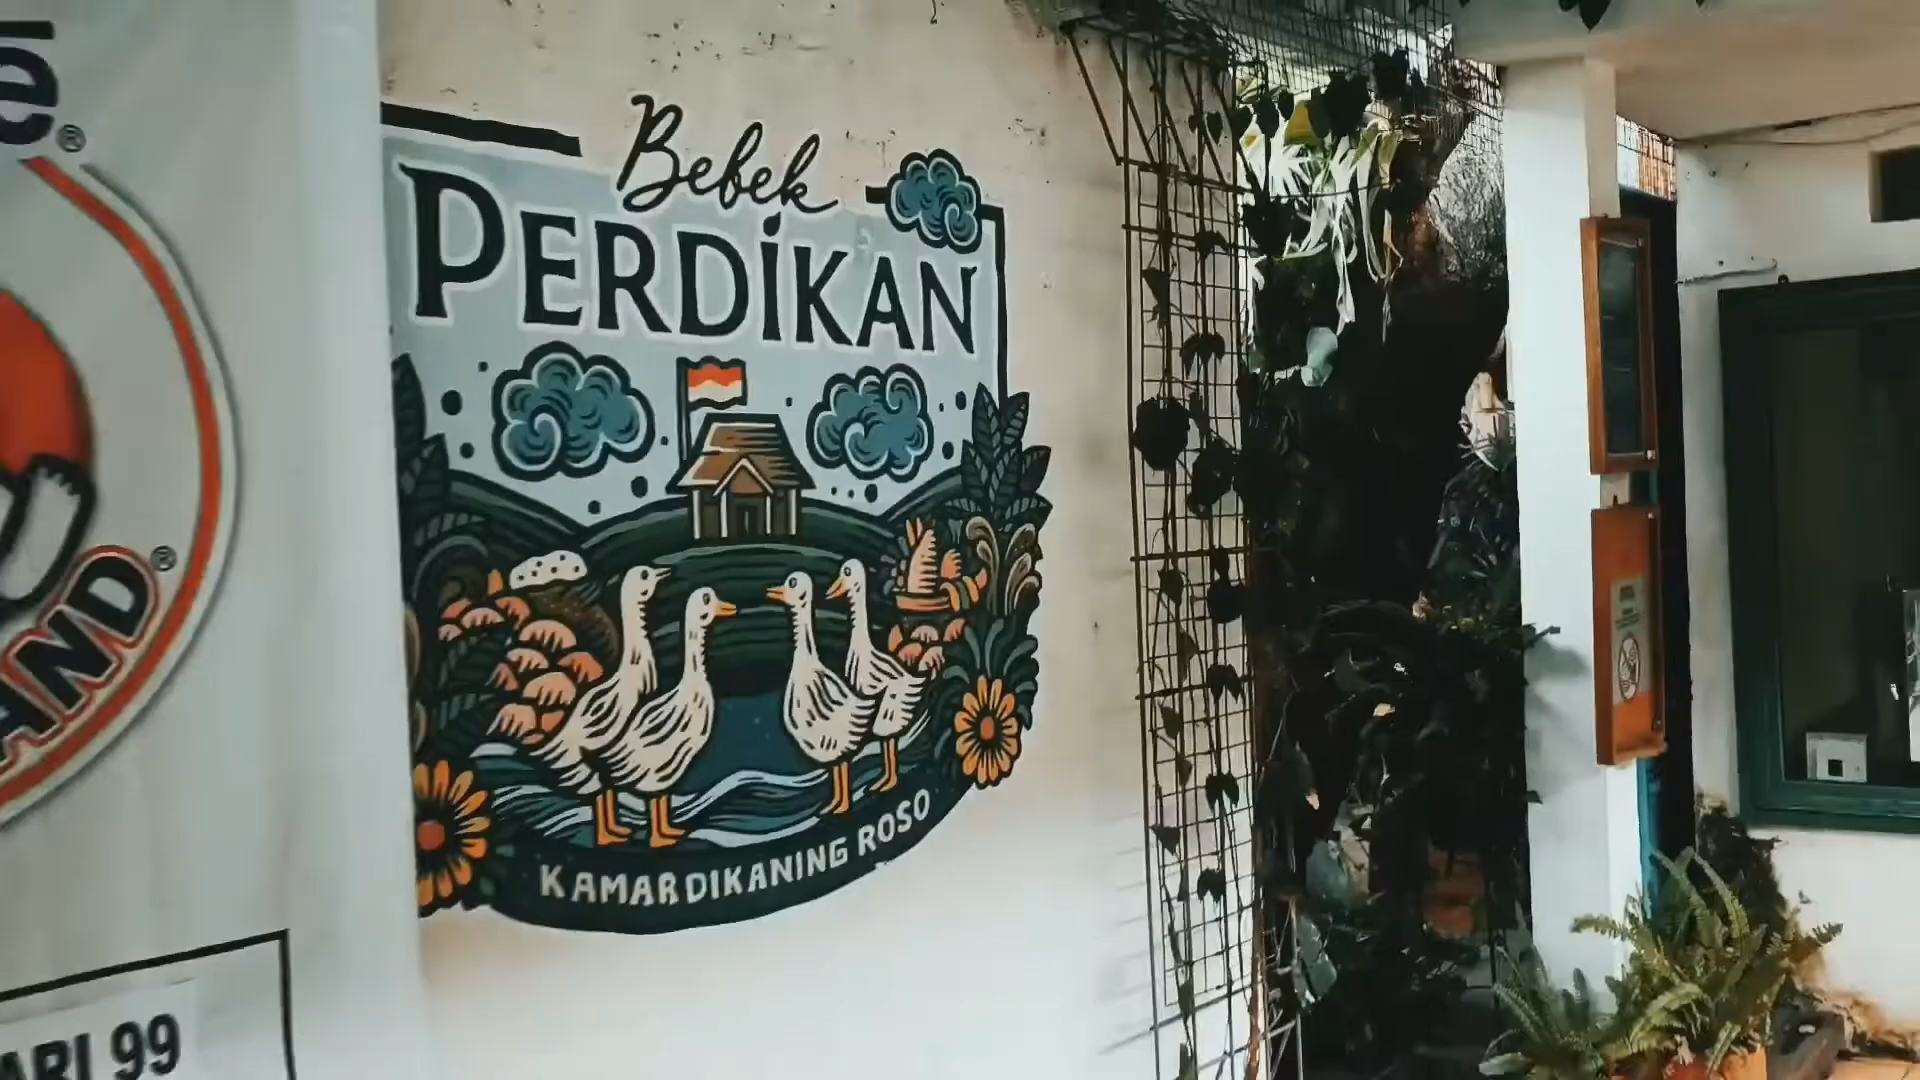 Bebek
PERDIKAN
KAMARDIKANING ROSO
AND®
ARI 99